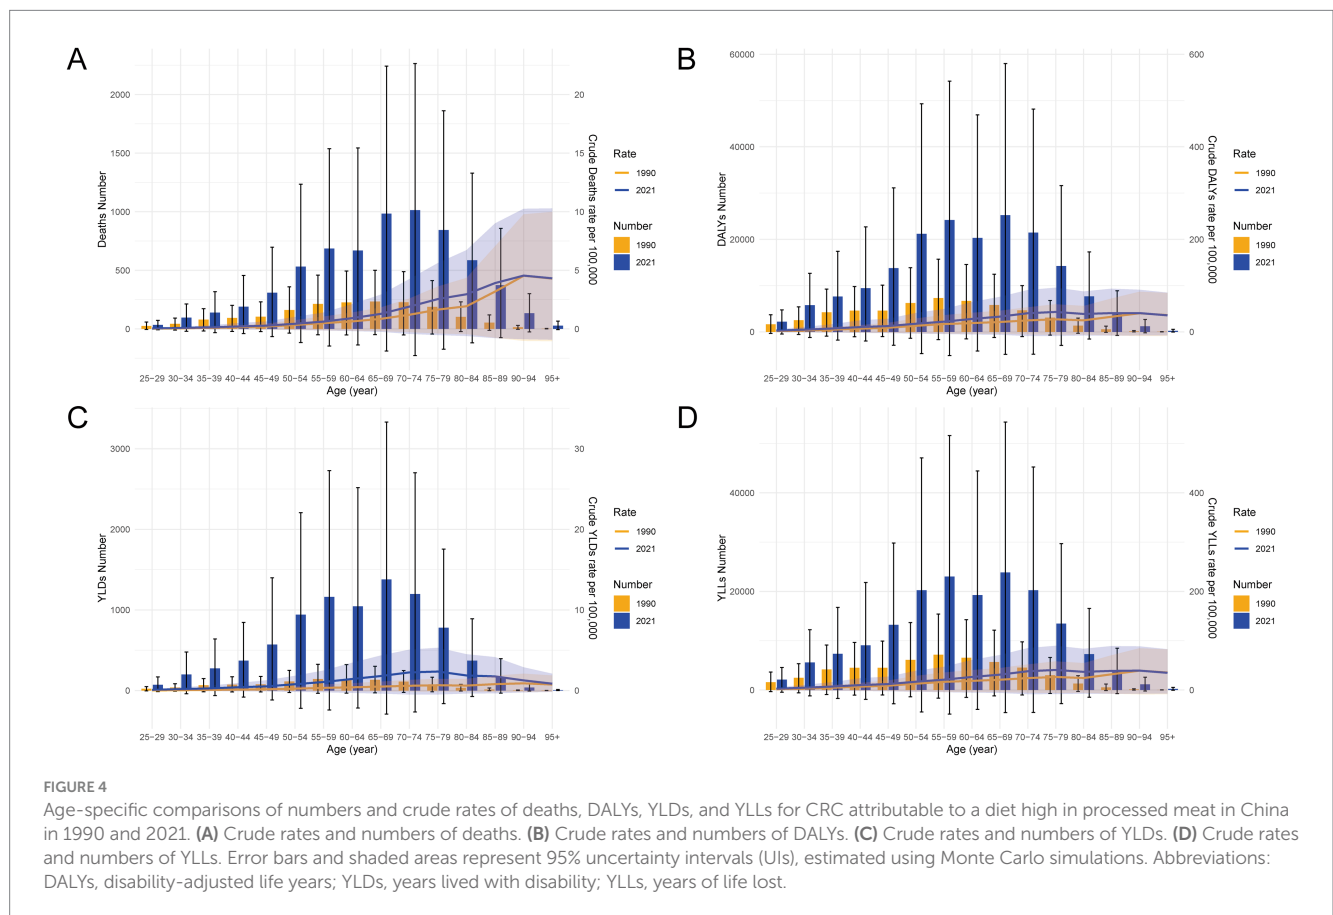 A
Deaths Number
2000
1500
1000
500
0
20
15
10
5
0
Crude Deaths rate per 100,000
25−29 30−34 35−39 40−44 45−49 50−54 55−59 60−64 65−69 70−74 75−79 80−84 85−89 90−94 95+
Age (year)
Rate
1990
2021
Number
1990
2021
B
DALYs Number
60000
40000
20000
0
600
400
200
0
Crude DALYs rate per 100,000
25−29 30−34 35−39 40−44 45−49 50−54 55−59 60−64 65−69 70−74 75−79 80−84 85−89 90−94 95+
Age (year)
Rate
1990
2021
Number
1990
2021
C
YLDs Number
3000
2000
1000
0
30
20
10
0
Crude YLDs rate per 100,000
25−29 30−34 35−39 40−44 45−49 50−54 55−59 60−64 65−69 70−74 75−79 80−84 85−89 90−94 95+
Age (year)
Rate
1990
2021
Number
1990
2021
D
YLLs Number
40000
20000
0
400
200
0
Crude YLLs rate per 100,000
25−29 30−34 35−39 40−44 45−49 50−54 55−59 60−64 65−69 70−74 75−79 80−84 85−89 90−94 95+
Age (year)
Rate
1990
2021
Number
1990
2021
FIGURE 4
Age-specific comparisons of numbers and crude rates of deaths, DALYs, YLDs, and YLLs for CRC attributable to a diet high in processed meat in China
in 1990 and 2021. (A) Crude rates and numbers of deaths. (B) Crude rates and numbers of DALYs. (C) Crude rates and numbers of YLDs. (D) Crude rates
and numbers of YLLs. Error bars and shaded areas represent 95% uncertainty intervals (UIs), estimated using Monte Carlo simulations. Abbreviations:
DALYs, disability-adjusted life years; YLDs, years lived with disability; YLLs, years of life lost.